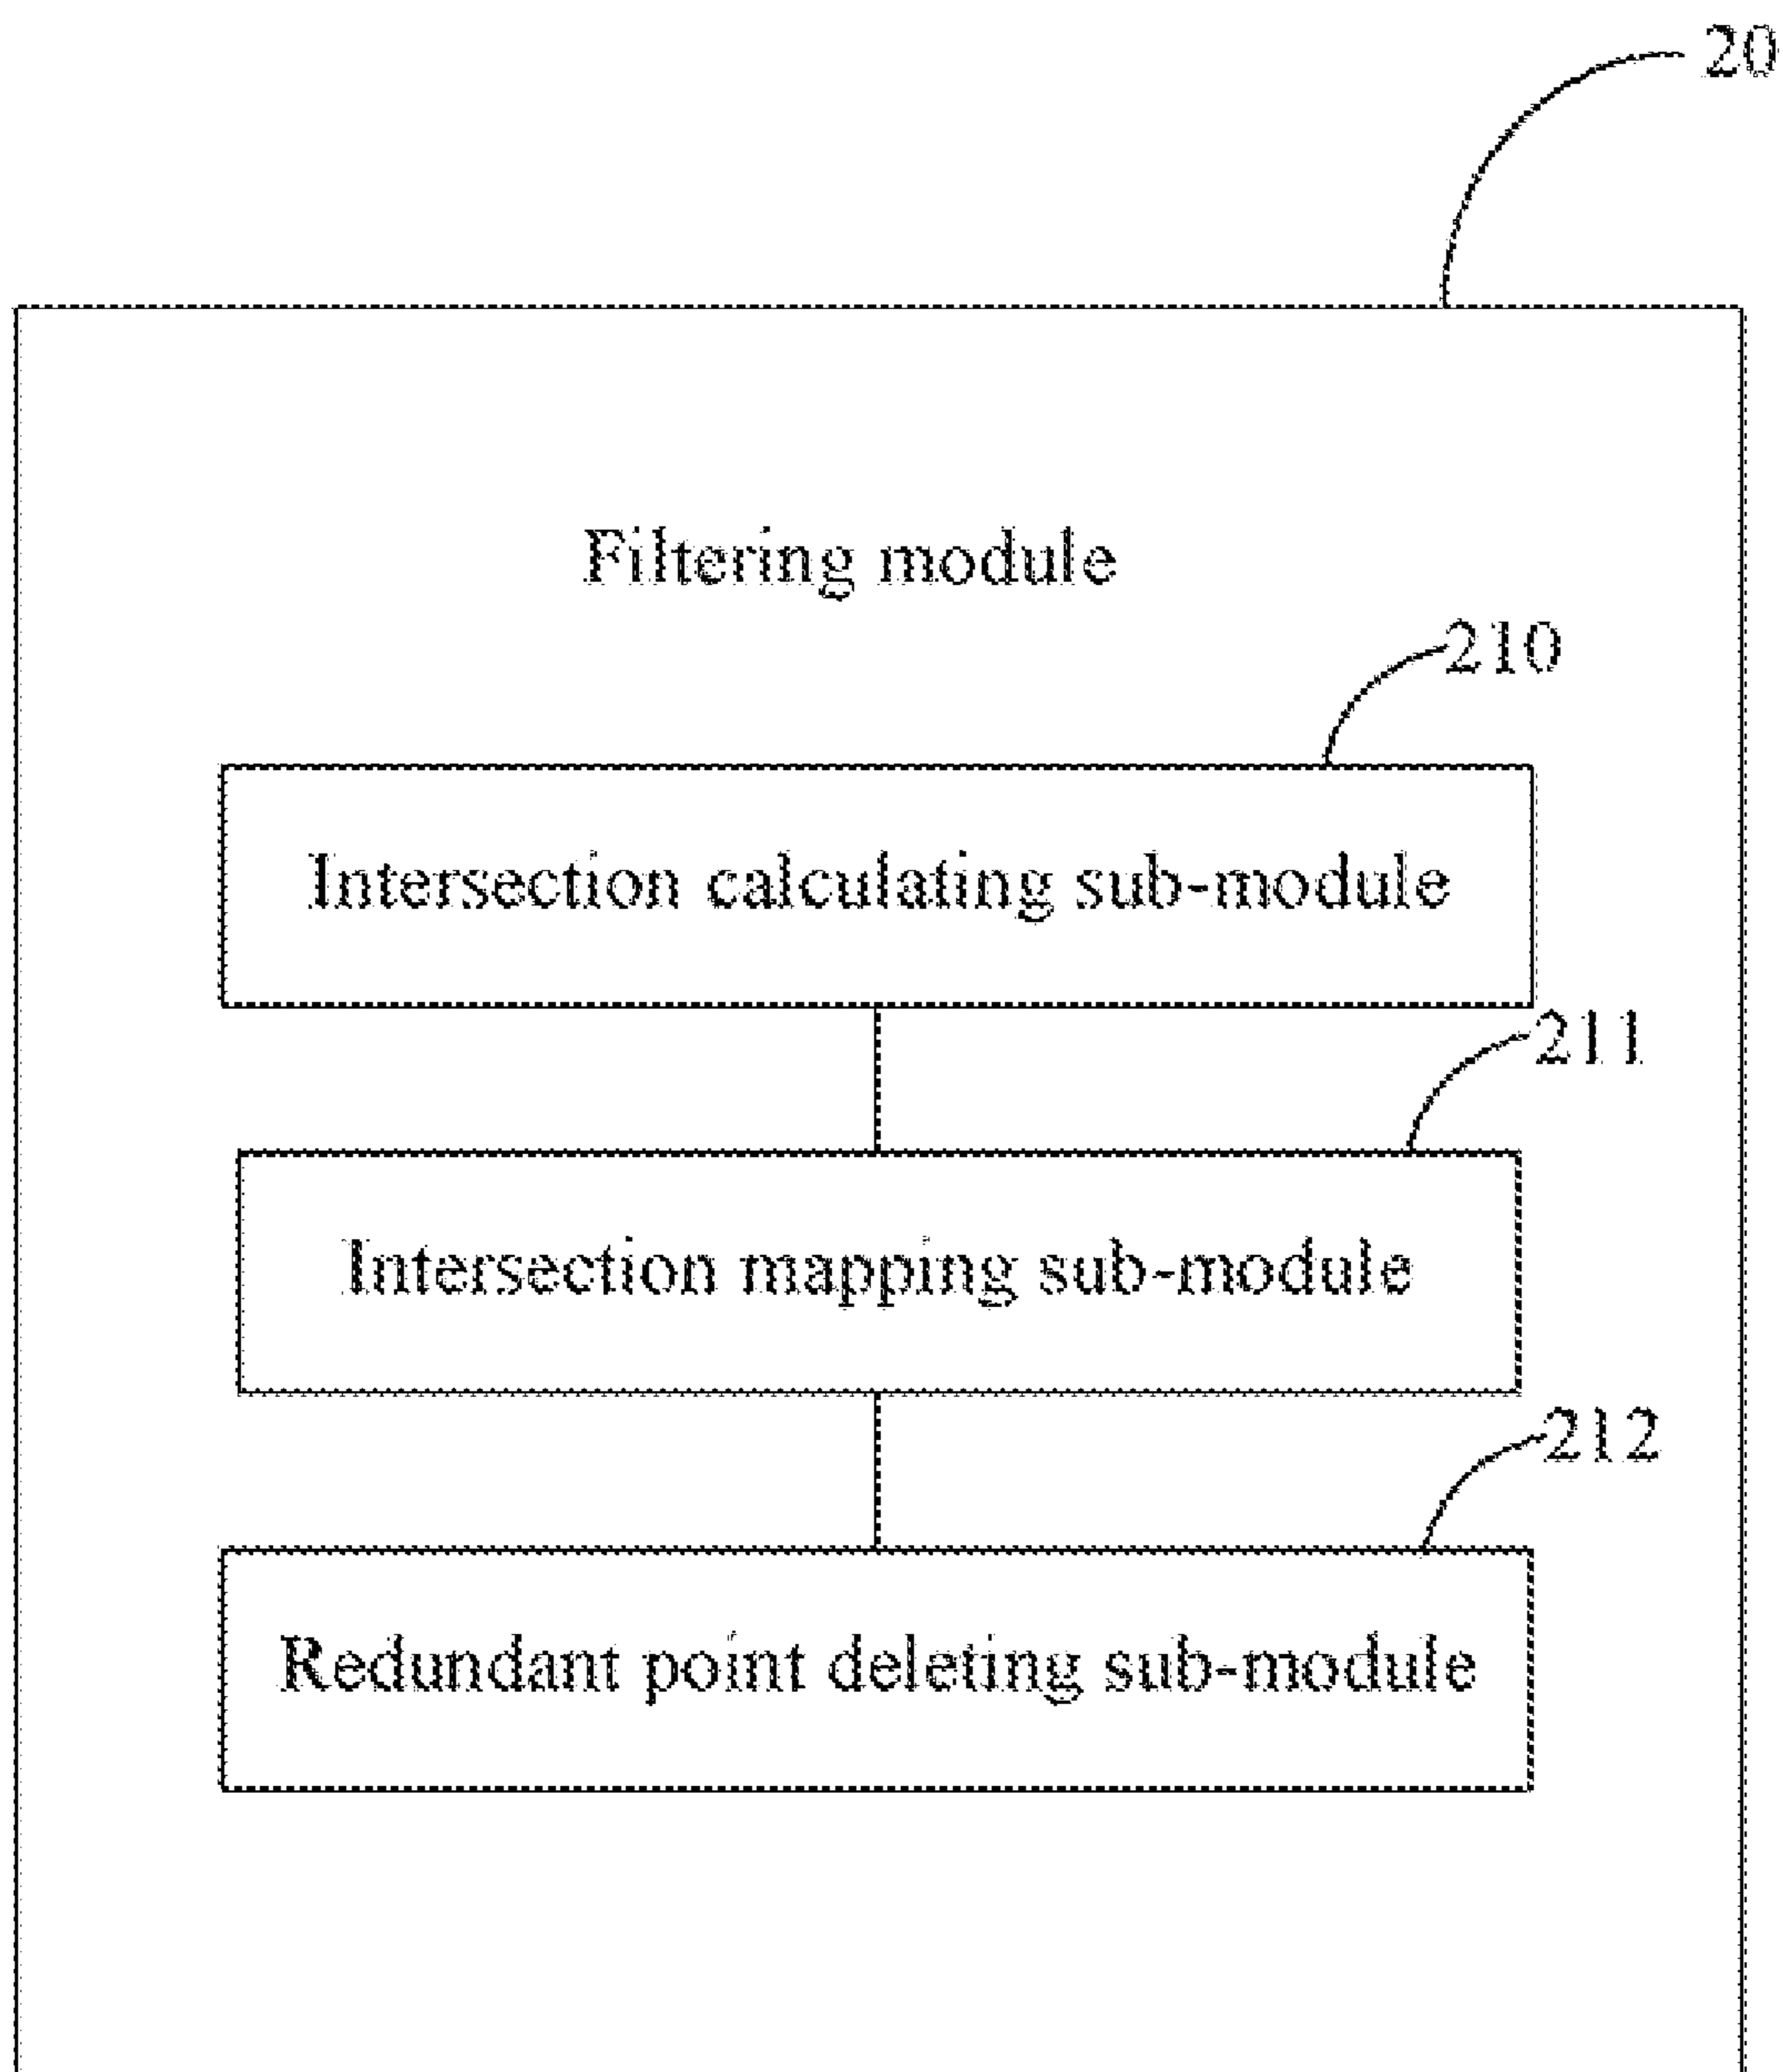 20
Filtering module
210
Intersection calculating sub-module
211
Intersection mapping sub-module
212
Redundant point deleting sub-module